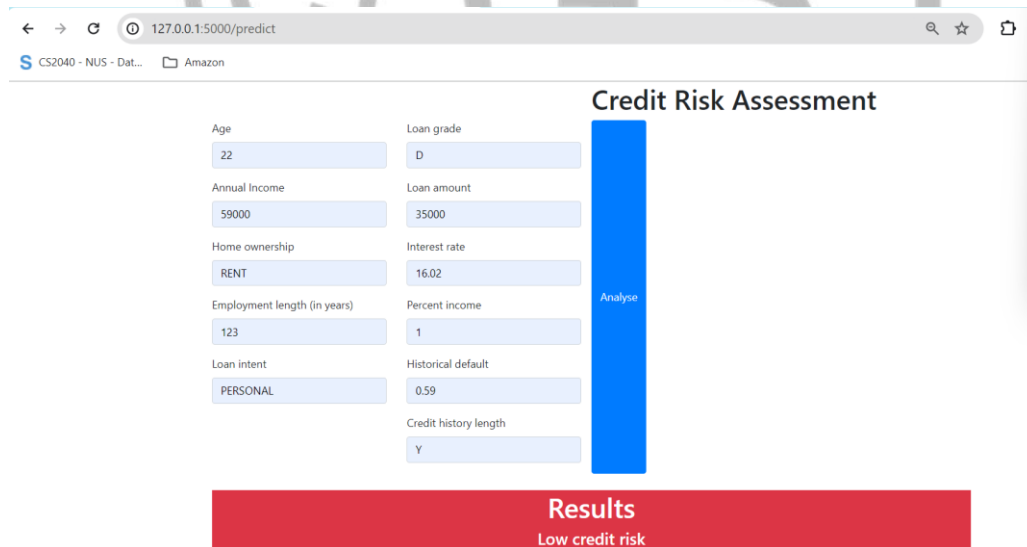 127.0.0.1:5000/predict
CS2040 - NUS - Dat...
Amazon
Credit Risk Assessment
Age
22
Loan grade
D
Annual Income
59000
Loan amount
35000
Home ownership
RENT
Interest rate
16.02
Employment length (in years)
123
Percent income
1
Loan intent
PERSONAL
Historical default
0.59
Credit history length
Y
Analyse
Results
Low credit risk